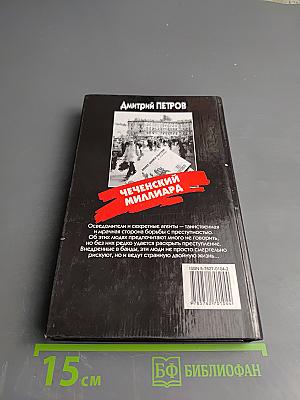 Дмитрий ПЕТРОВ
ЧЕЧЕНСКИЙ
МИЛЛИАРД
Осведомители и секретные агенты — таинственная
и мрачная сторона борьбы с преступностью.
Об этих людях предпочитают много не говорить,
но без них редко удается раскрыть преступление.
Внедренные в банды, эти люди не просто смертельно
рискуют, но и ведут странную двойную жизнь...
15 см
БФ БИБЛИОФАН